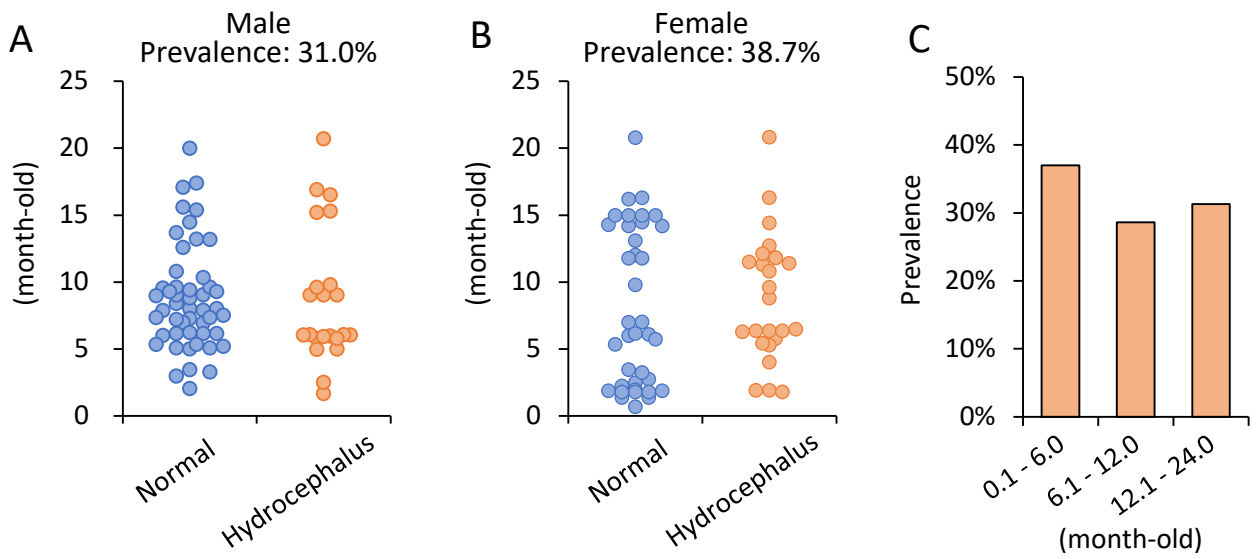 A
Male
Prevalence: 31.0%
25
20
15
10
5
0
(month-old)
Normal
Hydrocephalus
B
Female
Prevalence: 38.7%
25
20
15
10
5
0
(month-old)
Normal
Hydrocephalus
C
50%
40%
30%
20%
10%
0%
Prevalence
0.1 - 6.0
6.1 - 12.0
12.1 - 24.0
(month-old)